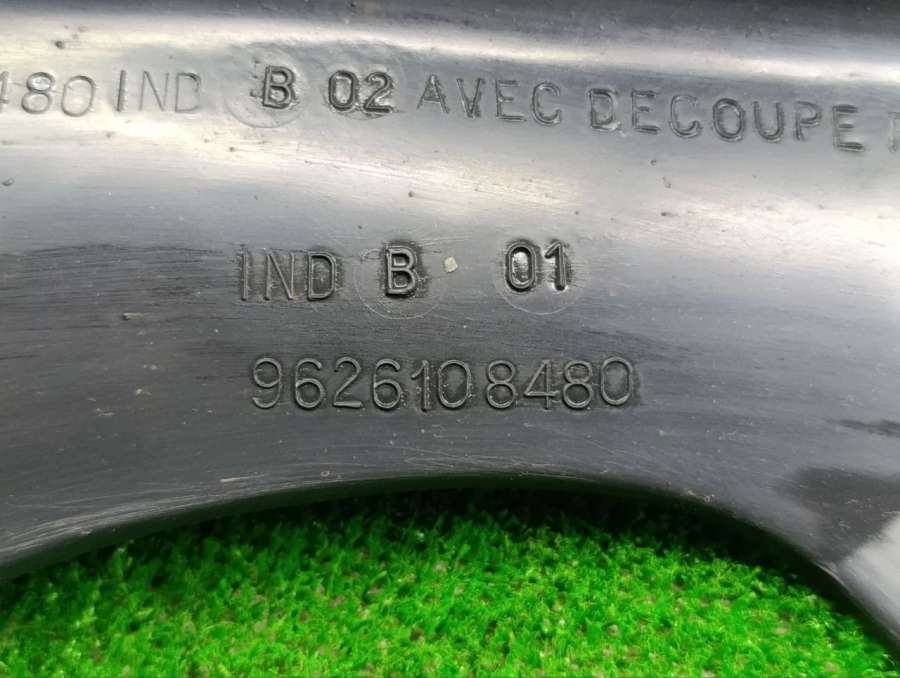 480 IND B 02 AVEC DECOUPE
IND B 01
9626108480